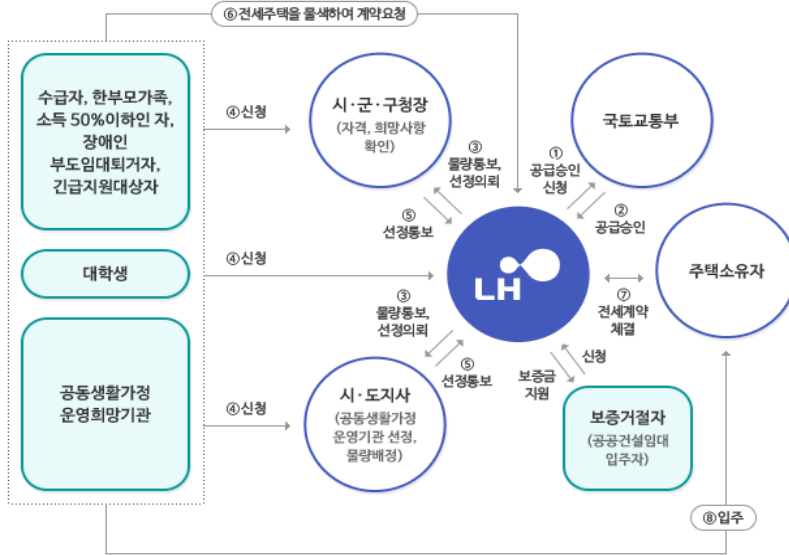 ⑥전세주택을 물색하여 계약요청
수급자, 한부모가족,
소득 50%이하인 자,
장애인
부도임대퇴거자,
긴급지원대상자
④신청
시·군·구청장
(자격, 희망사항
확인)
③
물량통보,
선정의뢰
⑤
선정통보
국토교통부
①
공급승인
신청
②
공급승인
대학생
④신청
LH
주택소유자
⑦
전세계약
체결
③
물량통보,
선정의뢰
⑤
선정통보
공동생활가정
운영희망기관
④신청
시·도지사
(공동생활가정
운영기관 선정,
물량배정)
신청
보증금
지원
보증거절자
(공공건설임대
입주자)
⑧입주